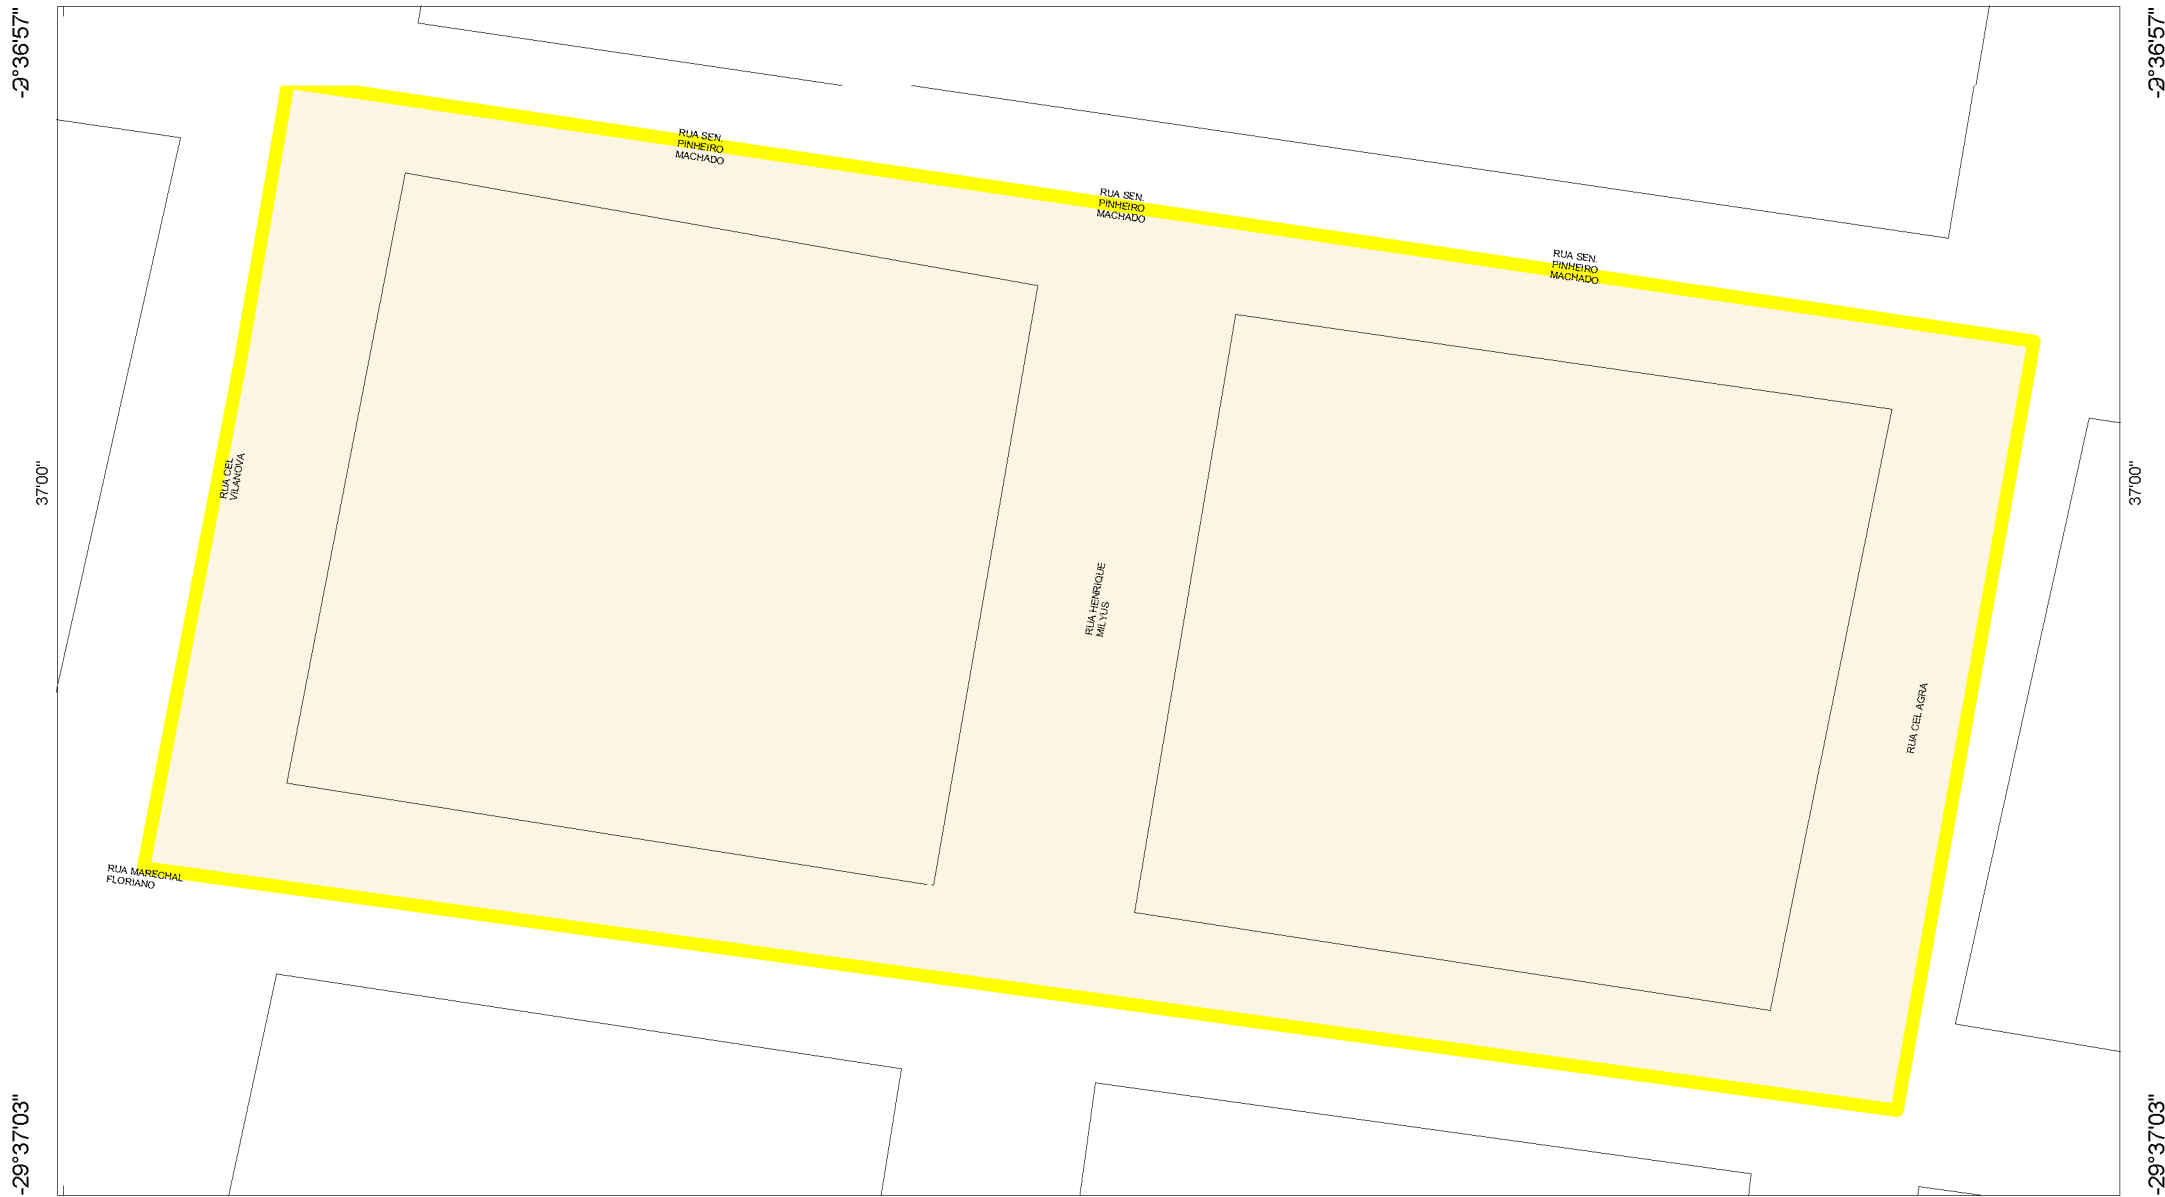 -29°36'57"
-29°36'57"
RUA SEN.
PINHEIRO
MACHADO
RUA SEN.
PINHEIRO
MACHADO
RUA SEN.
PINHEIRO
MACHADO
37'00"
37'00"
RUA CEL
VILANOVA
RUA HENRIQUE
MILYUS
RUA CEL AGRA
RUA MARECHAL
FLORIANO
-29°37'03"
-29°37'03"